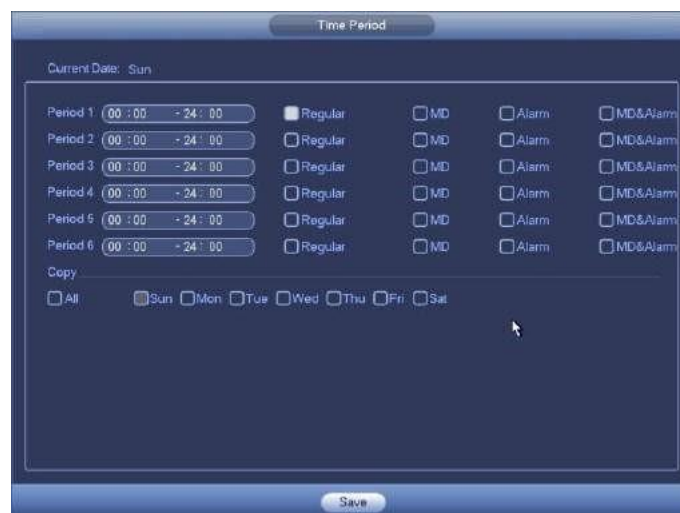 Time Period
Current Date: Sun
Period 1 00 : 00 - 24 : 00 Regular MD Alarm MD&Alarm
Period 2 00 : 00 - 24 : 00 Regular MD Alarm MD&Alarm
Period 3 00 : 00 - 24 : 00 Regular MD Alarm MD&Alarm
Period 4 00 : 00 - 24 : 00 Regular MD Alarm MD&Alarm
Period 5 00 : 00 - 24 : 00 Regular MD Alarm MD&Alarm
Period 6 00 : 00 - 24 : 00 Regular MD Alarm MD&Alarm
Copy
All Sun Mon Tue Wed Thu Fri Sat
Save